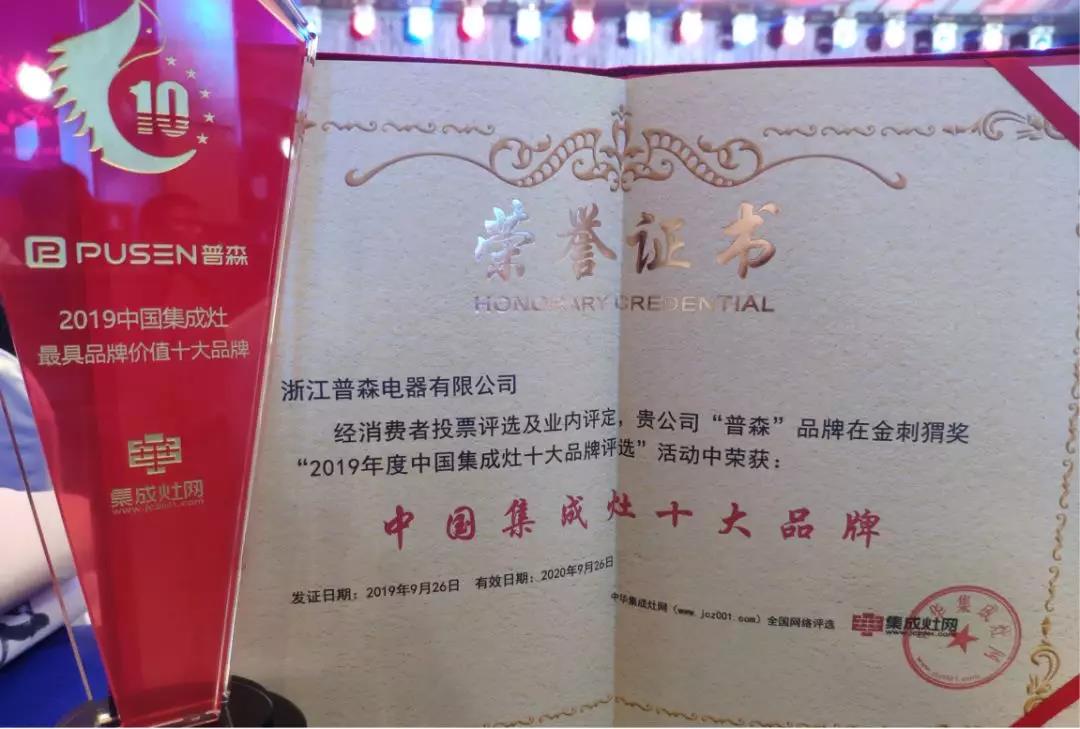 10
PUSEN普森
2019中国集成灶
最具品牌价值十大品牌
集成灶网
荣誉证书
HONORARY CREDENTIAL
浙江普森电器有限公司
经消费者投票评选及业内评定，贵公司“普森”品牌在金刺猬奖
“2019年度中国集成灶十大品牌评选”活动中荣获：
中国集成灶十大品牌
发证日期：2019年9月26日 有效日期：2020年9月26日
中华集成灶网（www.jcz001.com）全国网络评选
集成灶网
华集成灶网